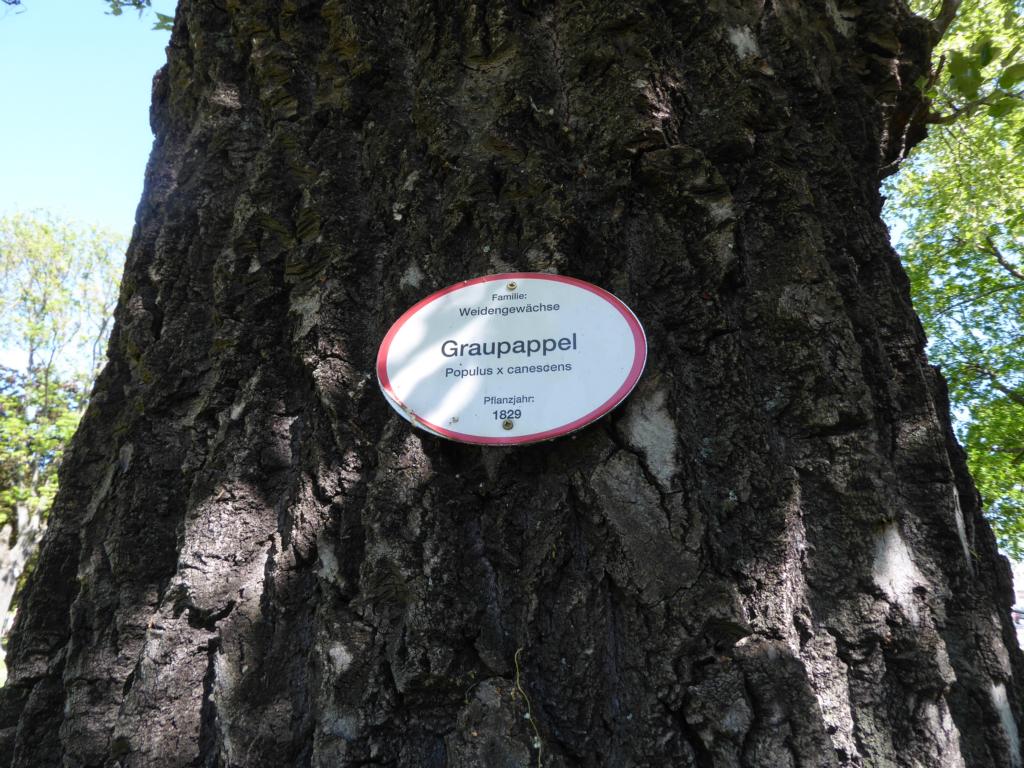 Familie:
Weidengewächse
Graupappel
Populus x canescens
Pflanzjahr:
1829